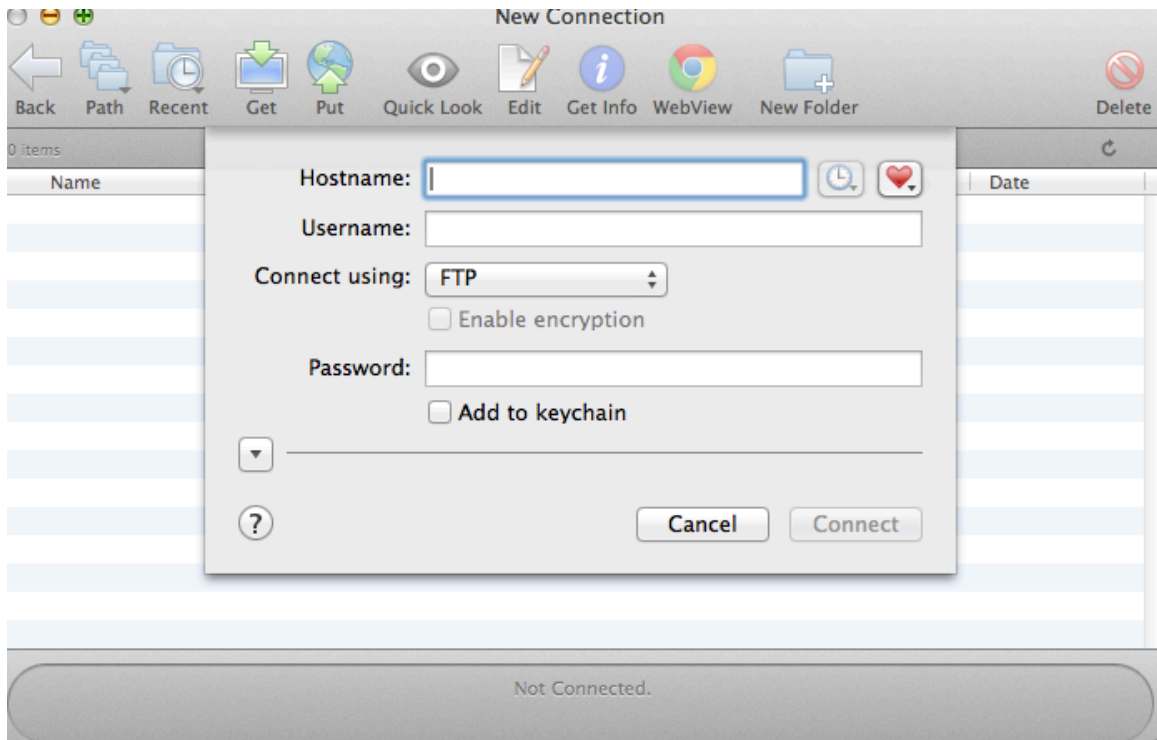 New Connection
Back Path Recent Get Put Quick Look Edit Get Info WebView New Folder Delete
0 items
Name Date
Hostname:
Username:
Connect using: FTP
Enable encryption
Password:
Add to keychain
?
Cancel Connect
Not Connected.